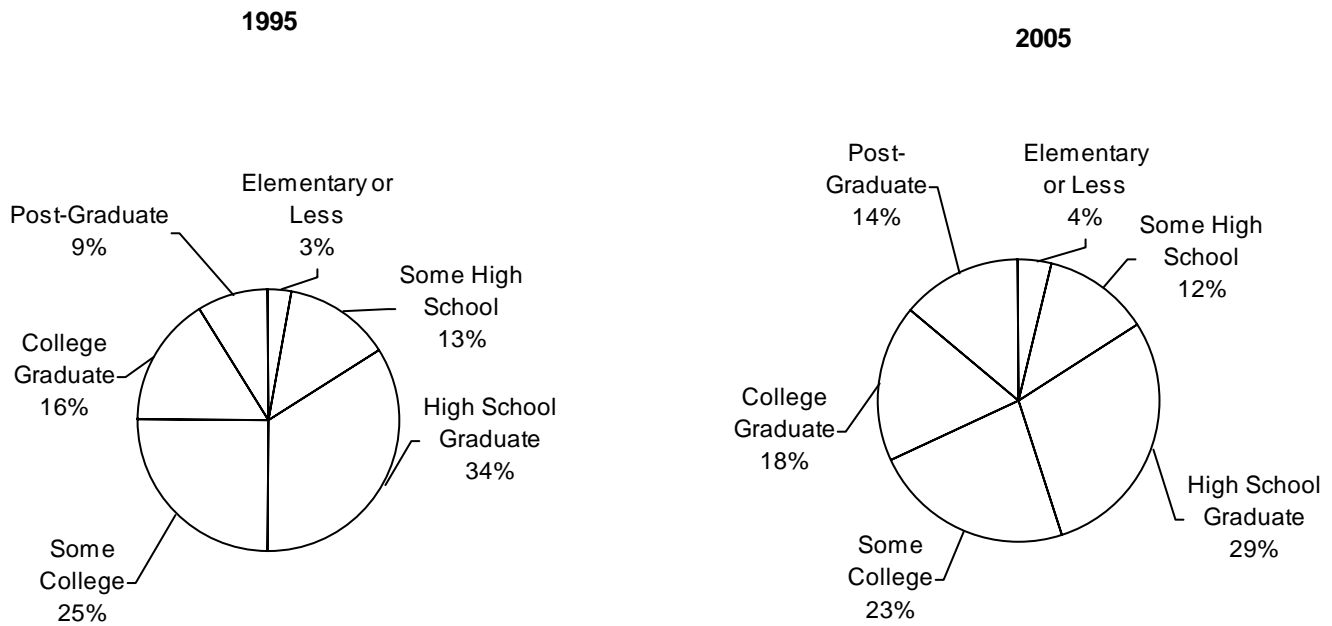 1995
Elementary or
Less
3%
Some High
School
13%
High School
Graduate
34%
Some
College
25%
College
Graduate
16%
Post-Graduate
9%
2005
Elementary
or Less
4%
Some High
School
12%
High School
Graduate
29%
Some
College
23%
College
Graduate
18%
Post-
Graduate
14%